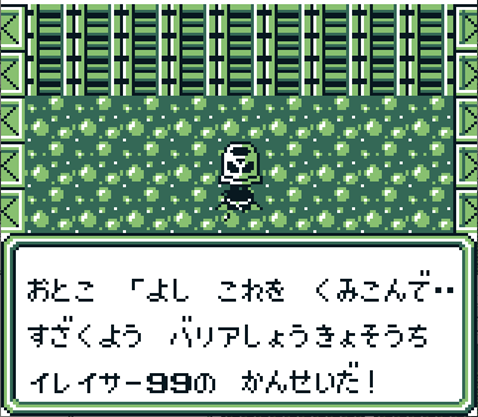 おとこ　「よし　これを　くみこんで‥
すざくよう　バリアしょうきょそうち
イレイサー99の　かんせいだ！